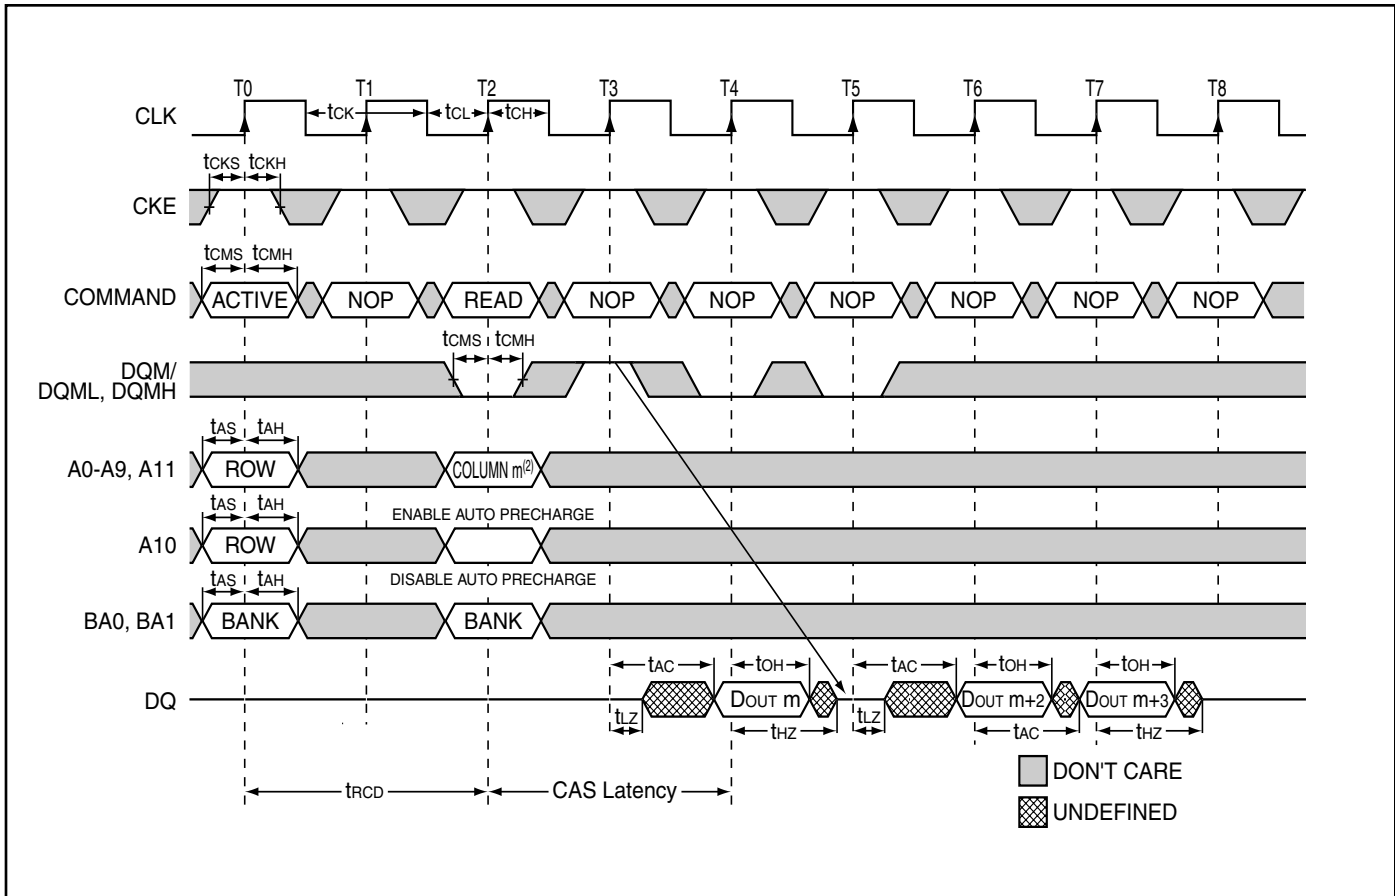 T0 T1 T2 T3 T4 T5 T6 T7 T8
CLK tCK tCL tCH
tCKS tCKH
CKE
tCMS tCMH
COMMAND ACTIVE NOP READ NOP NOP NOP NOP NOP NOP
tCMS tCMH
DQM/
DQML, DQMH
tAS tAH
A0-A9, A11 ROW COLUMN m(2)
tAS tAH ENABLE AUTO PRECHARGE
A10 ROW
tAS tAH DISABLE AUTO PRECHARGE
BA0, BA1 BANK BANK
tAC tOH tAC tOH tOH
DQ DOUT m DOUT m+2 DOUT m+3
tLZ tHZ tLZ tAC tHZ
DON'T CARE
tRCD CAS Latency
UNDEFINED